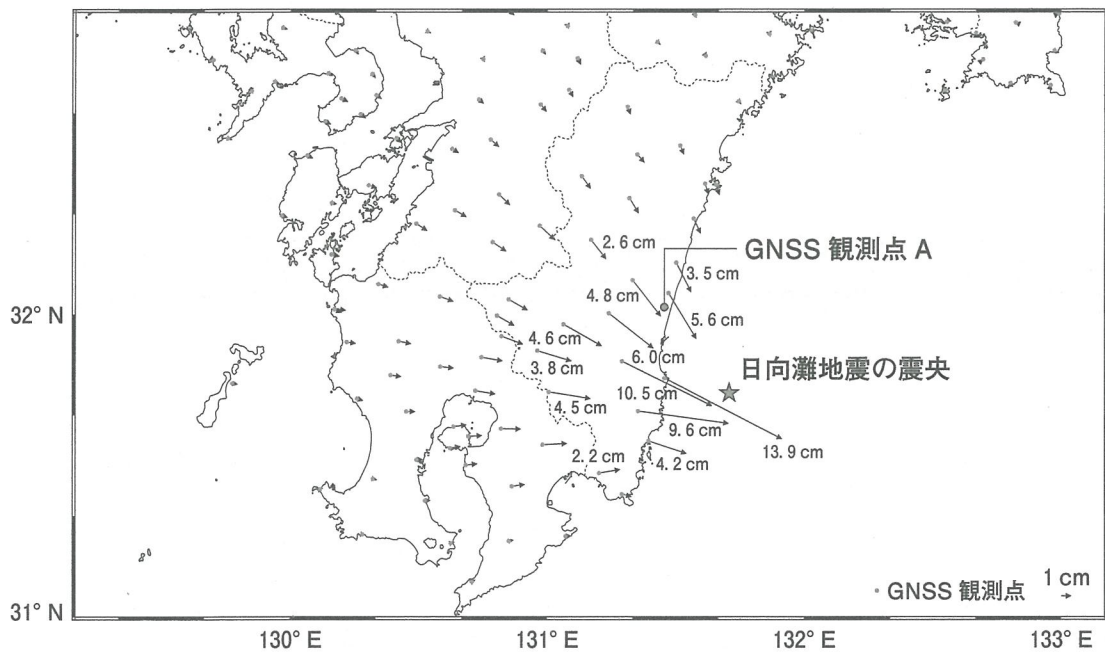 2.6 cm
GNSS 観測点 A
3.5 cm
4.8 cm
32° N
5.6 cm
4.6 cm
6.0 cm
3.8 cm
日向灘地震の震央
10.5 cm
4.5 cm
9.6 cm
13.9 cm
2.2 cm
4.2 cm
GNSS 観測点
1 cm
31° N
130° E
131° E
132° E
133° E